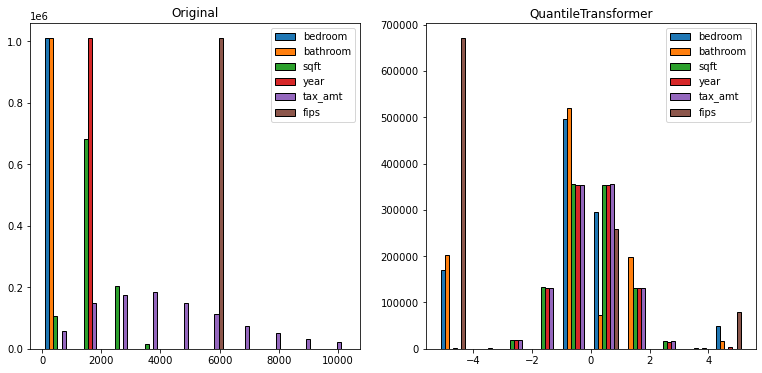 Original
1e6
1.0
0.8
0.6
0.4
0.2
0.0
0 2000 4000 6000 8000 10000
bedroom
bathroom
sqft
year
tax_amt
fips
QuantileTransformer
700000
600000
500000
400000
300000
200000
100000
0
−4 −2 0 2 4
bedroom
bathroom
sqft
year
tax_amt
fips